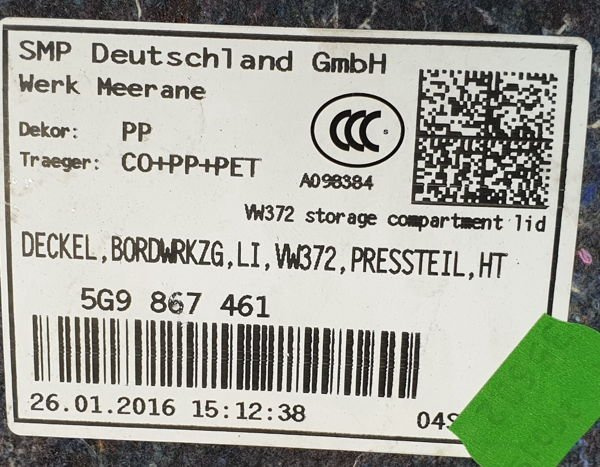 SMP Deutschland GmbH
Werk Meerane
Dekor: PP
Traeger: CO+PP+PET
CCC S
A098384
VW372 storage compartment lid
DECKEL,BORDWRKZG,LI,VW372,PRESSTEIL,HT
5G9 867 461
26.01.2016 15:12:38